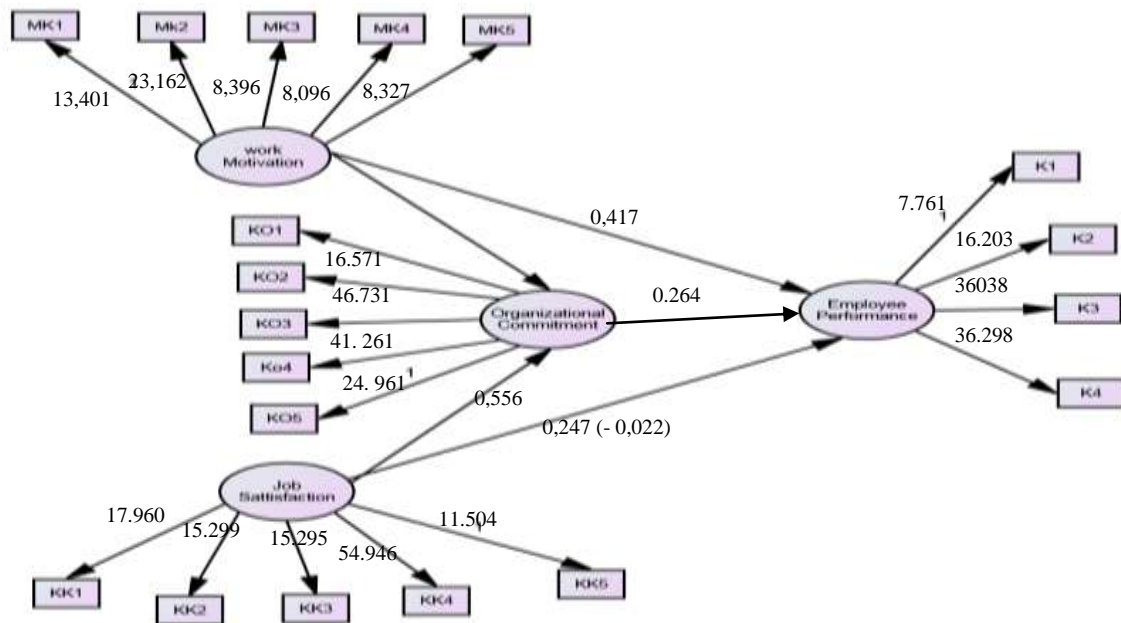 MK1
Mk2
MK3
MK4
MK5
13,401
23,162
8,396
8,096
8,327
work
Motivation
K1
7.761
0,417
16.203
K2
KO1
16.571
KO2
46.731
Organizational
Commitment
0.264
Employee
Performance
36038
K3
KO3
41. 261
36.298
Ko4
24. 961
K4
KO5
0,556
0,247 (- 0,022)
Job
Sattisfaction
17.960
15.299
15.295
54.946
11.504
KK1
KK2
KK3
KK4
KK5